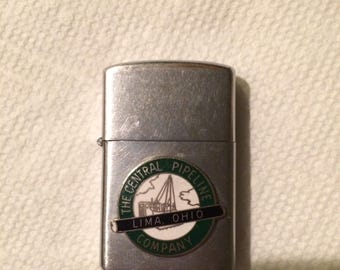 THE CENTRAL PIPELINE
LIMA, OHIO
COMPANY